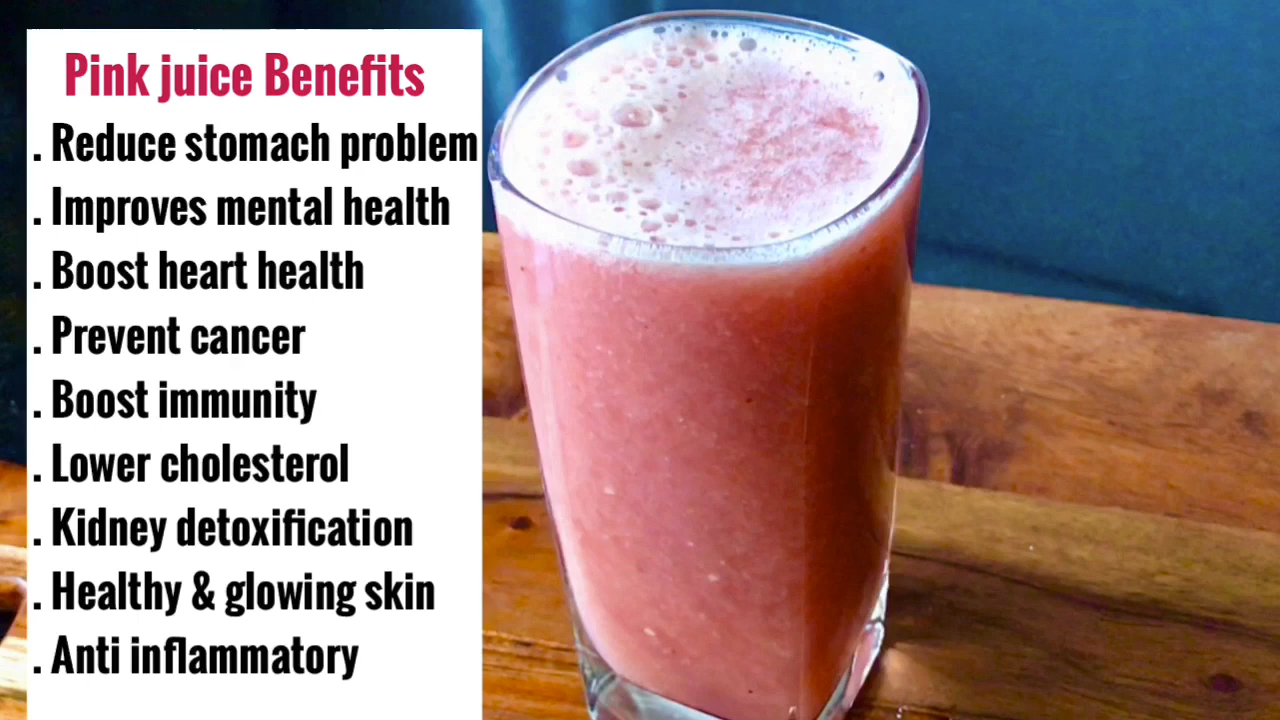 Pink juice Benefits
. Reduce stomach problem
. Improves mental health
. Boost heart health
. Prevent cancer
. Boost immunity
. Lower cholesterol
. Kidney detoxification
. Healthy & glowing skin
. Anti inflammatory